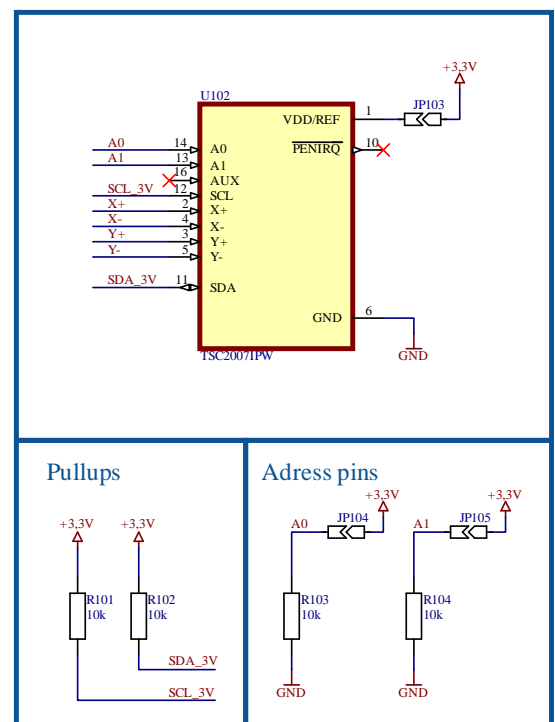 +3,3V
U102
JP103
VDD/REF 1
A0 14 A0
PENIRQ 10
A1 13 A1
16 AUX
SCL_3V 12 SCL
X+ 2 X+
X- 4 X-
Y+ 3 Y+
Y- 5 Y-
SDA_3V 11 SDA
GND 6
TSC2007IPW
GND
Pullups
+3,3V +3,3V
R101 R102
10k 10k
SDA_3V
SCL_3V
Adress pins
+3,3V +3,3V
A0 JP104 A1 JP105
R103 R104
10k 10k
GND GND